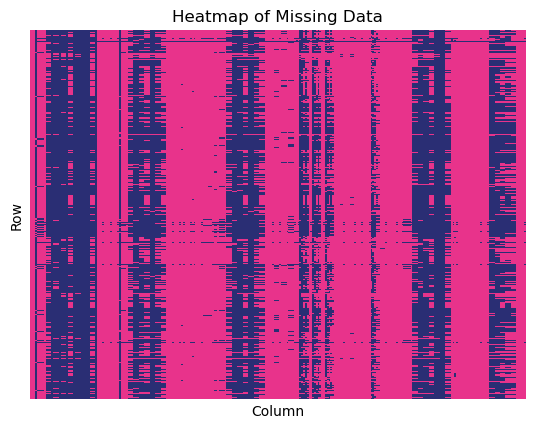 Heatmap of Missing Data
Row
Column